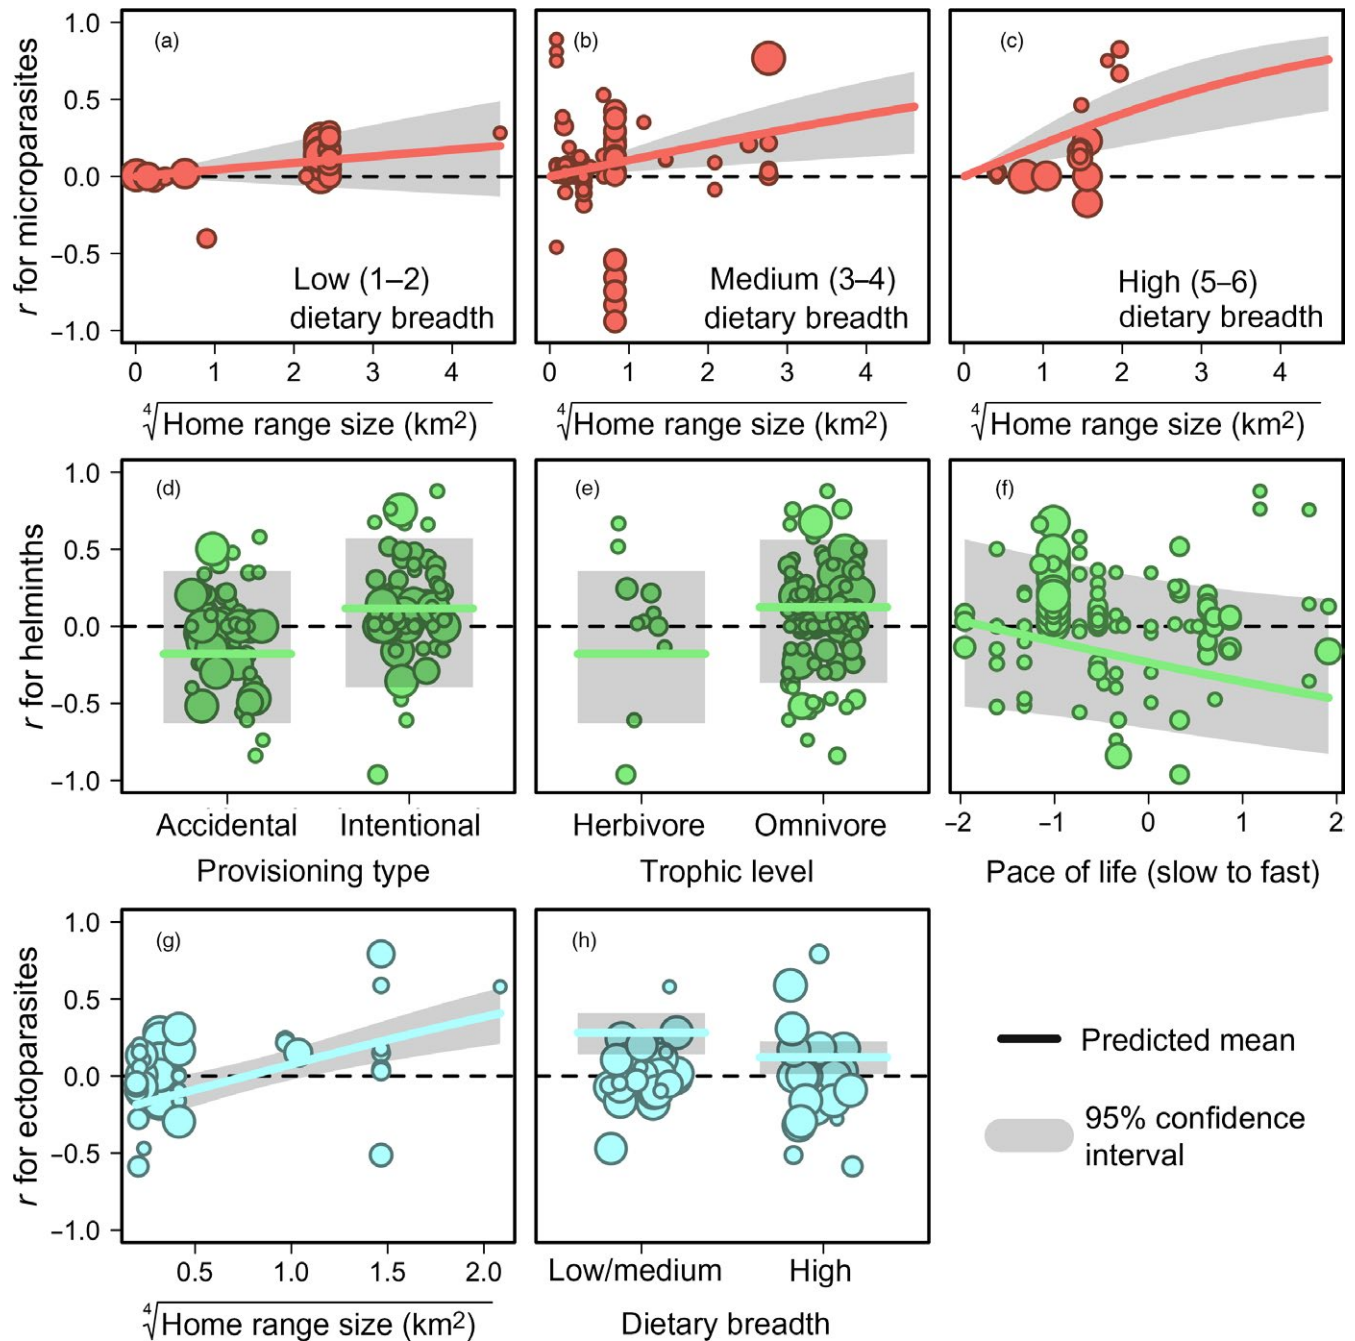 r for microparasites
1.0
0.5
0.0
−0.5
−1.0
(a)
Low (1–2)
dietary breadth
0 1 2 3 4
∜Home range size (km²)
(b)
Medium (3–4)
dietary breadth
0 1 2 3 4
∜Home range size (km²)
(c)
High (5–6)
dietary breadth
0 1 2 3 4
∜Home range size (km²)
r for helminths
1.0
0.5
0.0
−0.5
−1.0
(d)
Accidental Intentional
Provisioning type
(e)
Herbivore Omnivore
Trophic level
(f)
−2 −1 0 1 2
Pace of life (slow to fast)
r for ectoparasites
1.0
0.5
0.0
−0.5
−1.0
(g)
0.5 1.0 1.5 2.0
∜Home range size (km²)
(h)
Low/medium High
Dietary breadth
Predicted mean
95% confidence
interval